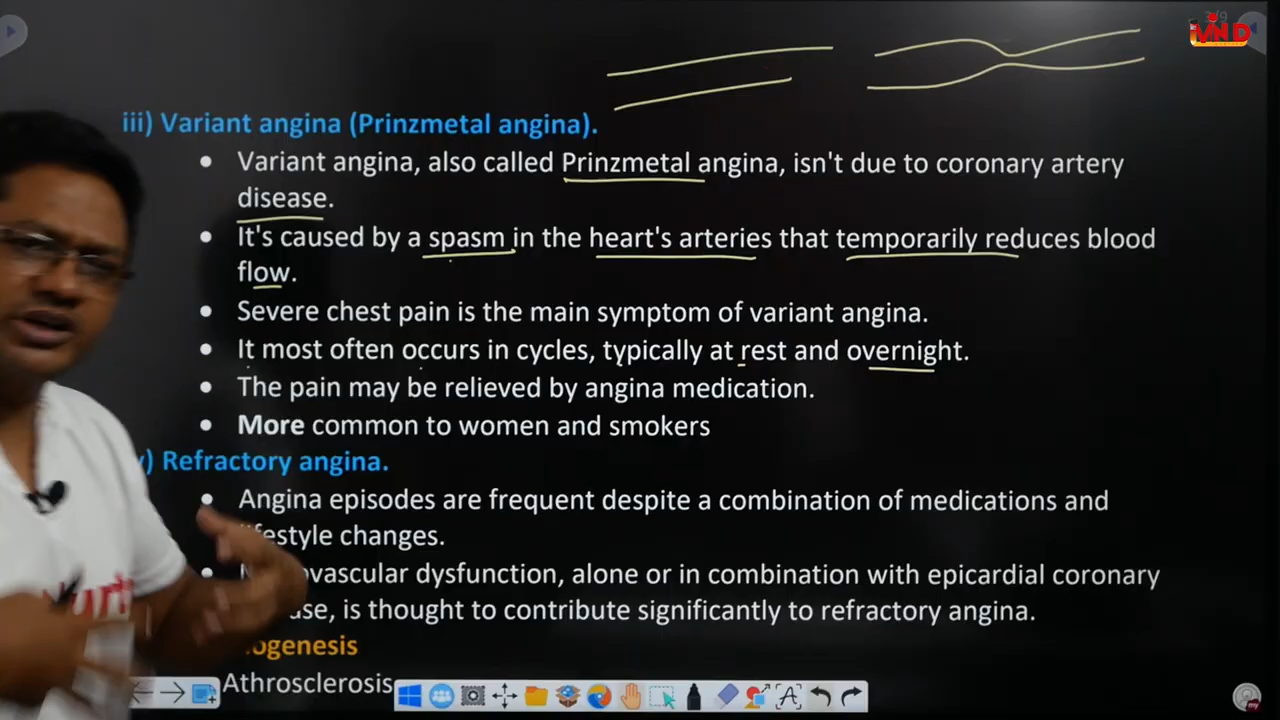 iii) Variant angina (Prinzmetal angina).
• Variant angina, also called Prinzmetal angina, isn't due to coronary artery
disease.
• It's caused by a spasm in the heart's arteries that temporarily reduces blood
flow.
• Severe chest pain is the main symptom of variant angina.
• It most often occurs in cycles, typically at rest and overnight.
• The pain may be relieved by angina medication.
• More common to women and smokers
Refractory angina.
• Angina episodes are frequent despite a combination of medications and
changes.
• dysfunction, alone or in combination with epicardial coronary
is thought to contribute significantly to refractory angina.
Athrosclerosis
A
my